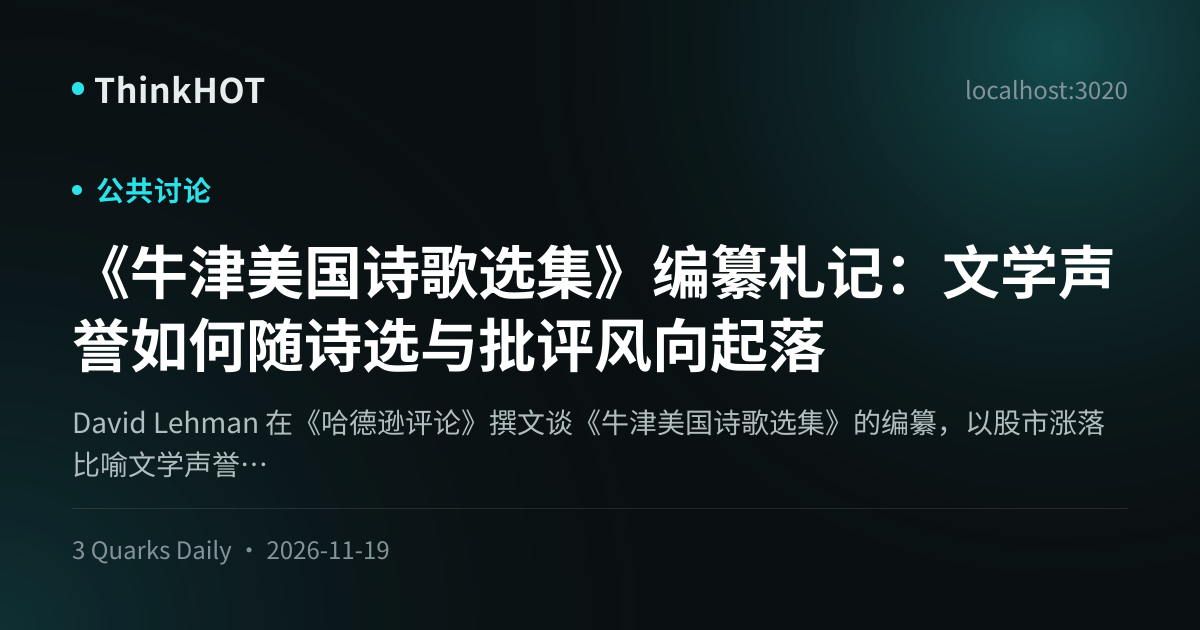 ThinkHOT
localhost:3020
公共讨论
《牛津美国诗歌选集》编纂札记：文学声
誉如何随诗选与批评风向起落
David Lehman 在《哈德逊评论》撰文谈《牛津美国诗歌选集》的编纂，以股市涨落
比喻文学声誉…
3 Quarks Daily · 2026-11-19